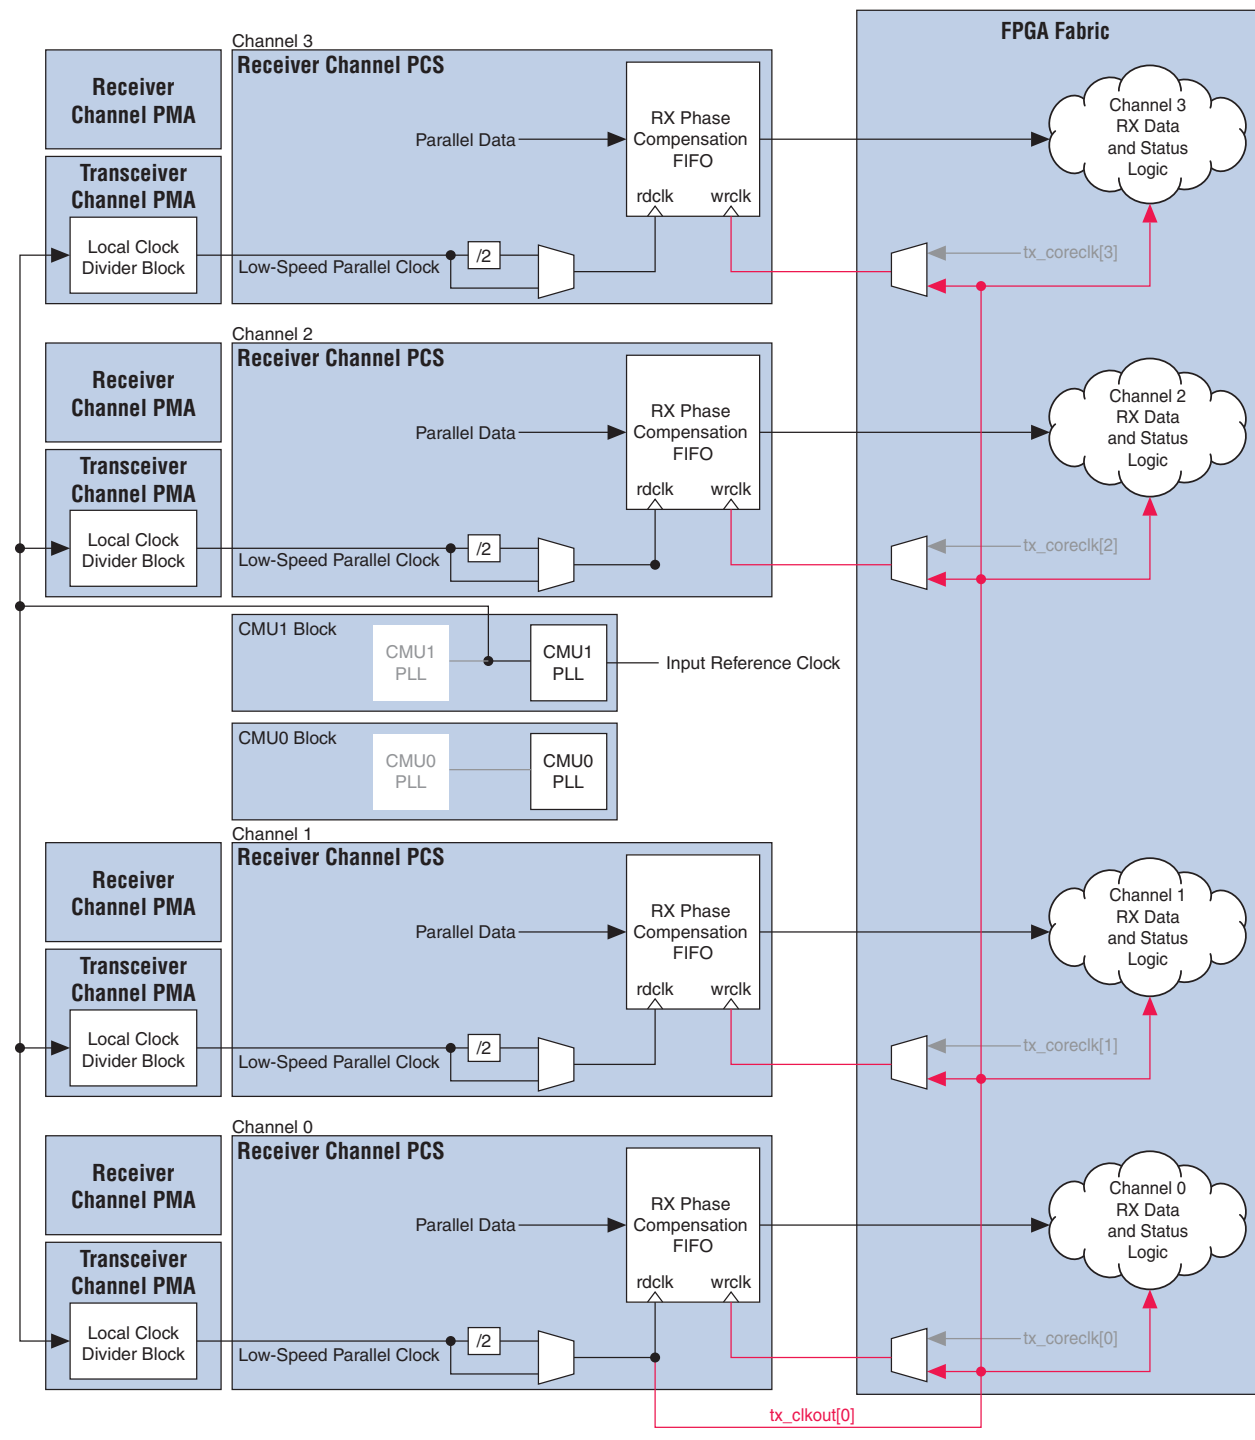 FPGA Fabric
Channel 3
Receiver Channel PCS
Receiver
Channel PMA
Transceiver
Channel PMA
Local Clock
Divider Block
Low-Speed Parallel Clock
/2
Parallel Data
RX Phase
Compensation
FIFO
rdclk
wrclk
tx_coreclk[3]
Channel 3
RX Data
and Status
Logic
Channel 2
Receiver Channel PCS
Receiver
Channel PMA
Transceiver
Channel PMA
Local Clock
Divider Block
Low-Speed Parallel Clock
/2
Parallel Data
RX Phase
Compensation
FIFO
rdclk
wrclk
tx_coreclk[2]
Channel 2
RX Data
and Status
Logic
CMU1 Block
CMU1
PLL
CMU1
PLL
Input Reference Clock
CMU0 Block
CMU0
PLL
CMU0
PLL
Channel 1
Receiver Channel PCS
Receiver
Channel PMA
Transceiver
Channel PMA
Local Clock
Divider Block
Low-Speed Parallel Clock
/2
Parallel Data
RX Phase
Compensation
FIFO
rdclk
wrclk
tx_coreclk[1]
Channel 1
RX Data
and Status
Logic
Channel 0
Receiver Channel PCS
Receiver
Channel PMA
Transceiver
Channel PMA
Local Clock
Divider Block
Low-Speed Parallel Clock
/2
Parallel Data
RX Phase
Compensation
FIFO
rdclk
wrclk
tx_coreclk[0]
Channel 0
RX Data
and Status
Logic
tx_clkout[0]